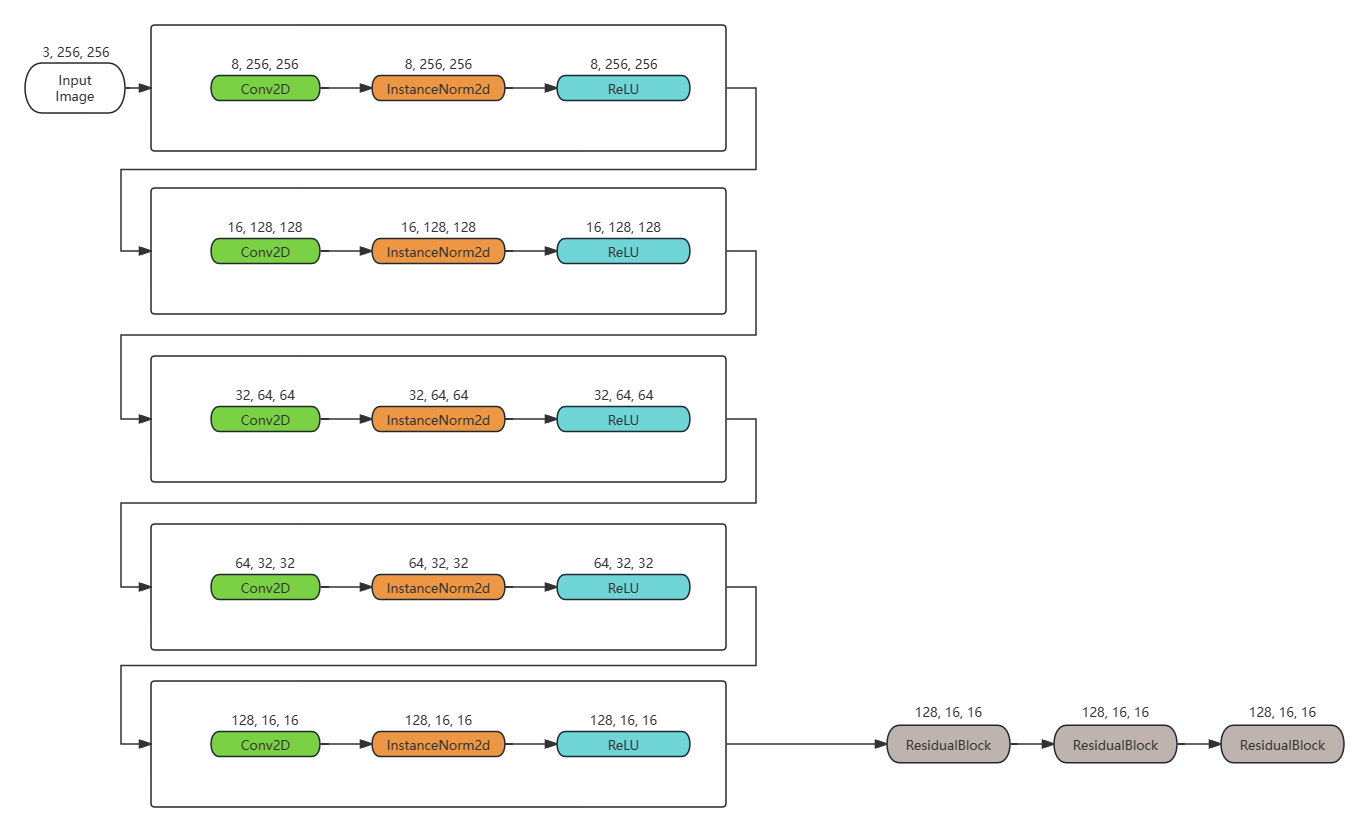 3, 256, 256
Input
Image
8, 256, 256
8, 256, 256
8, 256, 256
Conv2D
InstanceNorm2d
ReLU
16, 128, 128
16, 128, 128
16, 128, 128
Conv2D
InstanceNorm2d
ReLU
32, 64, 64
32, 64, 64
32, 64, 64
Conv2D
InstanceNorm2d
ReLU
64, 32, 32
64, 32, 32
64, 32, 32
Conv2D
InstanceNorm2d
ReLU
128, 16, 16
128, 16, 16
128, 16, 16
Conv2D
InstanceNorm2d
ReLU
128, 16, 16
128, 16, 16
128, 16, 16
ResidualBlock
ResidualBlock
ResidualBlock